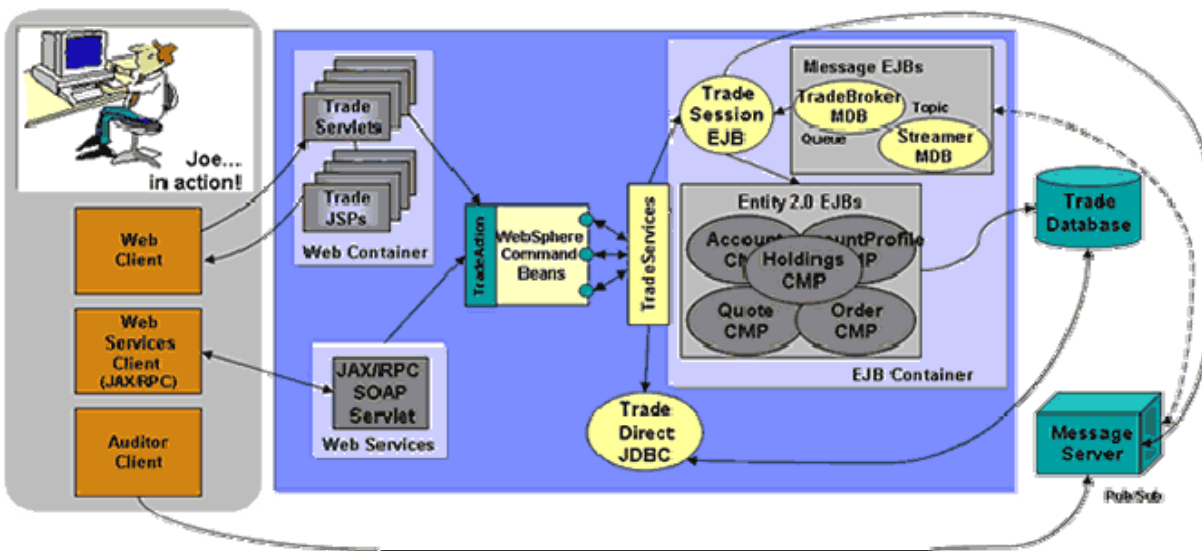 Joe...
in action!
Web
Client
Web
Services
Client
(JAX/RPC)
Auditor
Client
Trade
Servlets
Trade
JSPs
Web Container
JAX/RPC
SOAP
Servlet
Web Services
TradeAction
WebSphere
Command
Beans
TradeServices
Trade
Session
EJB
Message EJBs
TradeBroker
MDB
Topic
Queue
Streamer
MDB
Entity 2.0 EJBs
Account
Holdings
CMP
Quote
CMP
Order
CMP
EJB Container
Trade
Direct
JDBC
Trade
Database
Message
Server
Pub/Sub